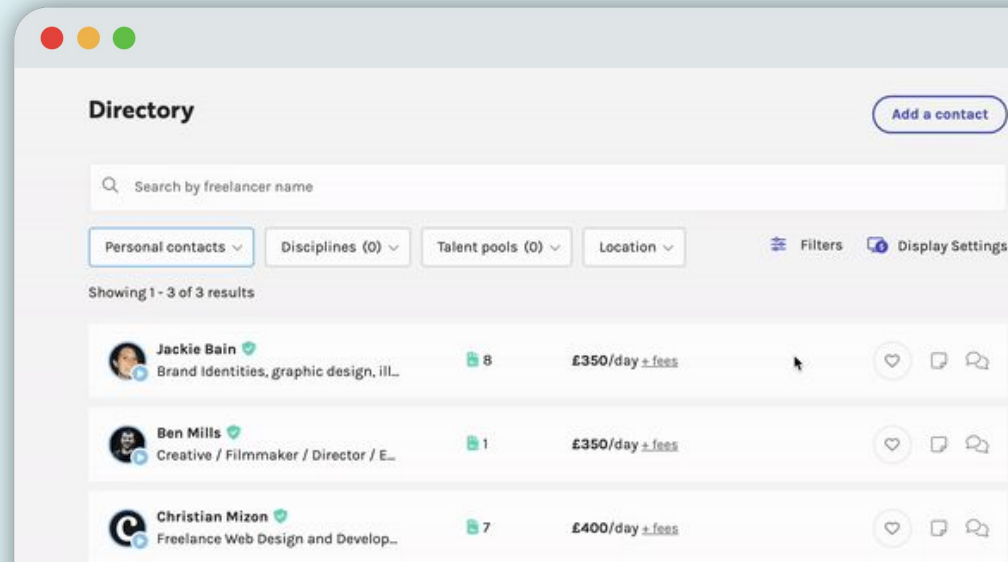 Directory
Add a contact
Search by freelancer name
Personal contacts
Disciplines (0)
Talent pools (0)
Location
Filters
Display Settings
Showing 1 - 3 of 3 results
Jackie Bain
Brand Identities, graphic design, ill...
8
£350/day + fees
Ben Mills
Creative / Filmmaker / Director / E...
1
£350/day + fees
Christian Mizon
Freelance Web Design and Develop...
7
£400/day + fees